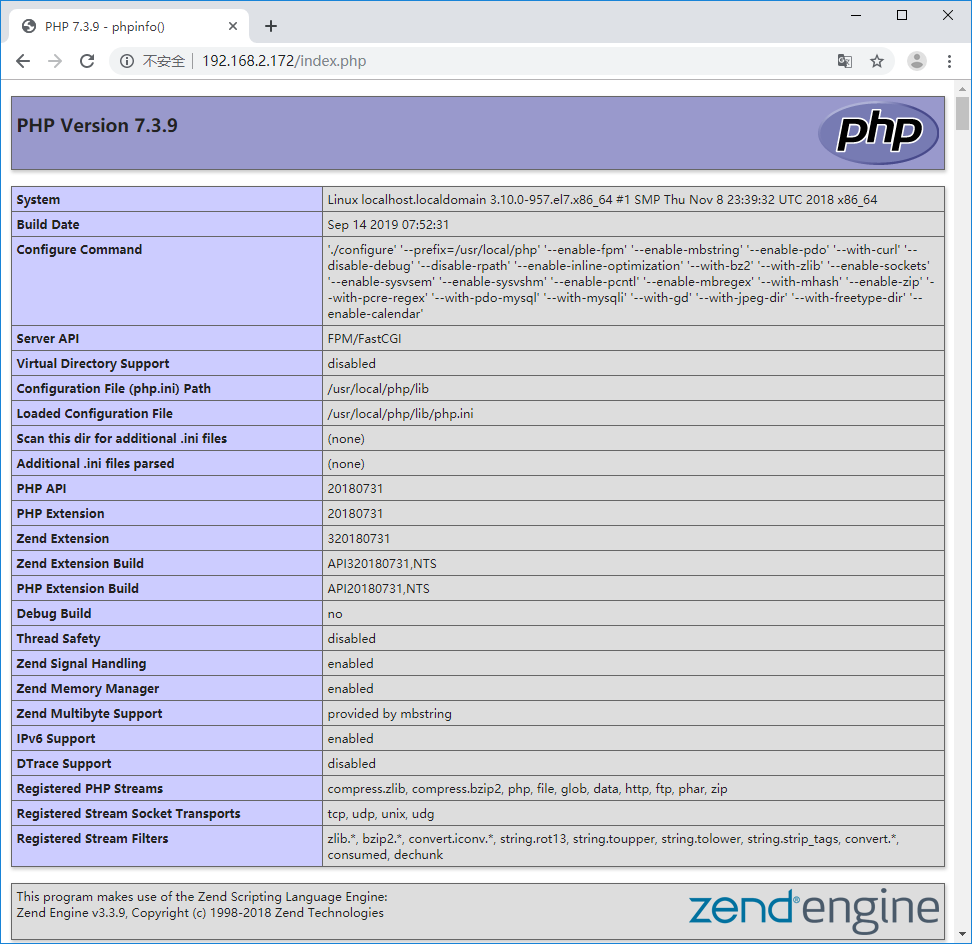 PHP 7.3.9 - phpinfo()
不安全 192.168.2.172/index.php
PHP Version 7.3.9
php
System Linux localhost.localdomain 3.10.0-957.el7.x86_64 #1 SMP Thu Nov 8 23:39:32 UTC 2018 x86_64
Build Date Sep 14 2019 07:52:31
Configure Command './configure' '--prefix=/usr/local/php' '--enable-fpm' '--enable-mbstring' '--enable-pdo' '--with-curl' '--
disable-debug' '--disable-rpath' '--enable-inline-optimization' '--with-bz2' '--with-zlib' '--enable-sockets'
'--enable-sysvsem' '--enable-sysvshm' '--enable-pcntl' '--enable-mbregex' '--with-mhash' '--enable-zip' '-
-with-pcre-regex' '--with-pdo-mysql' '--with-mysqli' '--with-gd' '--with-jpeg-dir' '--with-freetype-dir' '--
enable-calendar'
Server API FPM/FastCGI
Virtual Directory Support disabled
Configuration File (php.ini) Path /usr/local/php/lib
Loaded Configuration File /usr/local/php/lib/php.ini
Scan this dir for additional .ini files (none)
Additional .ini files parsed (none)
PHP API 20180731
PHP Extension 20180731
Zend Extension 320180731
Zend Extension Build API320180731,NTS
PHP Extension Build API20180731,NTS
Debug Build no
Thread Safety disabled
Zend Signal Handling enabled
Zend Memory Manager enabled
Zend Multibyte Support provided by mbstring
IPv6 Support enabled
DTrace Support disabled
Registered PHP Streams compress.zlib, compress.bzip2, php, file, glob, data, http, ftp, phar, zip
Registered Stream Socket Transports tcp, udp, unix, udg
Registered Stream Filters zlib.*, bzip2.*, convert.iconv.*, string.rot13, string.toupper, string.tolower, string.strip_tags, convert.*,
consumed, dechunk
This program makes use of the Zend Scripting Language Engine:
Zend Engine v3.3.9, Copyright (c) 1998-2018 Zend Technologies
zend® engine